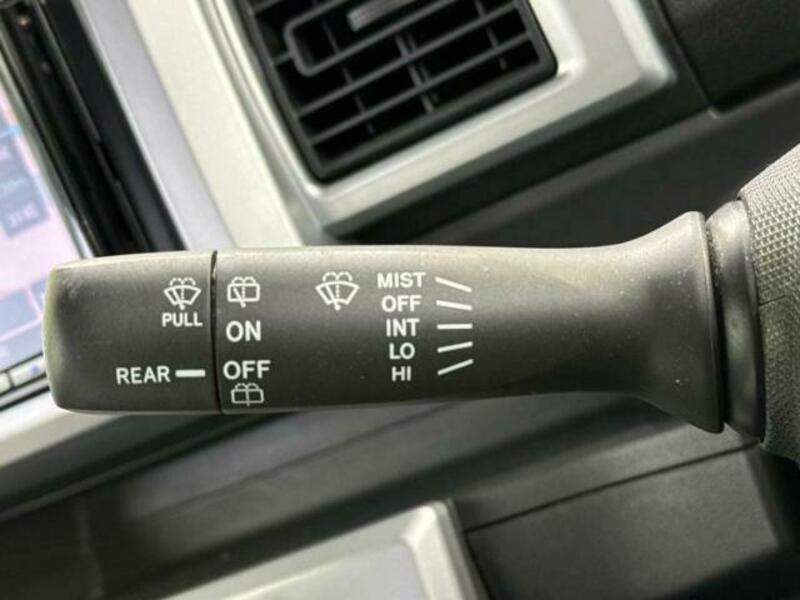 PULL
REAR
ON
OFF
MIST
OFF
INT
LO
HI